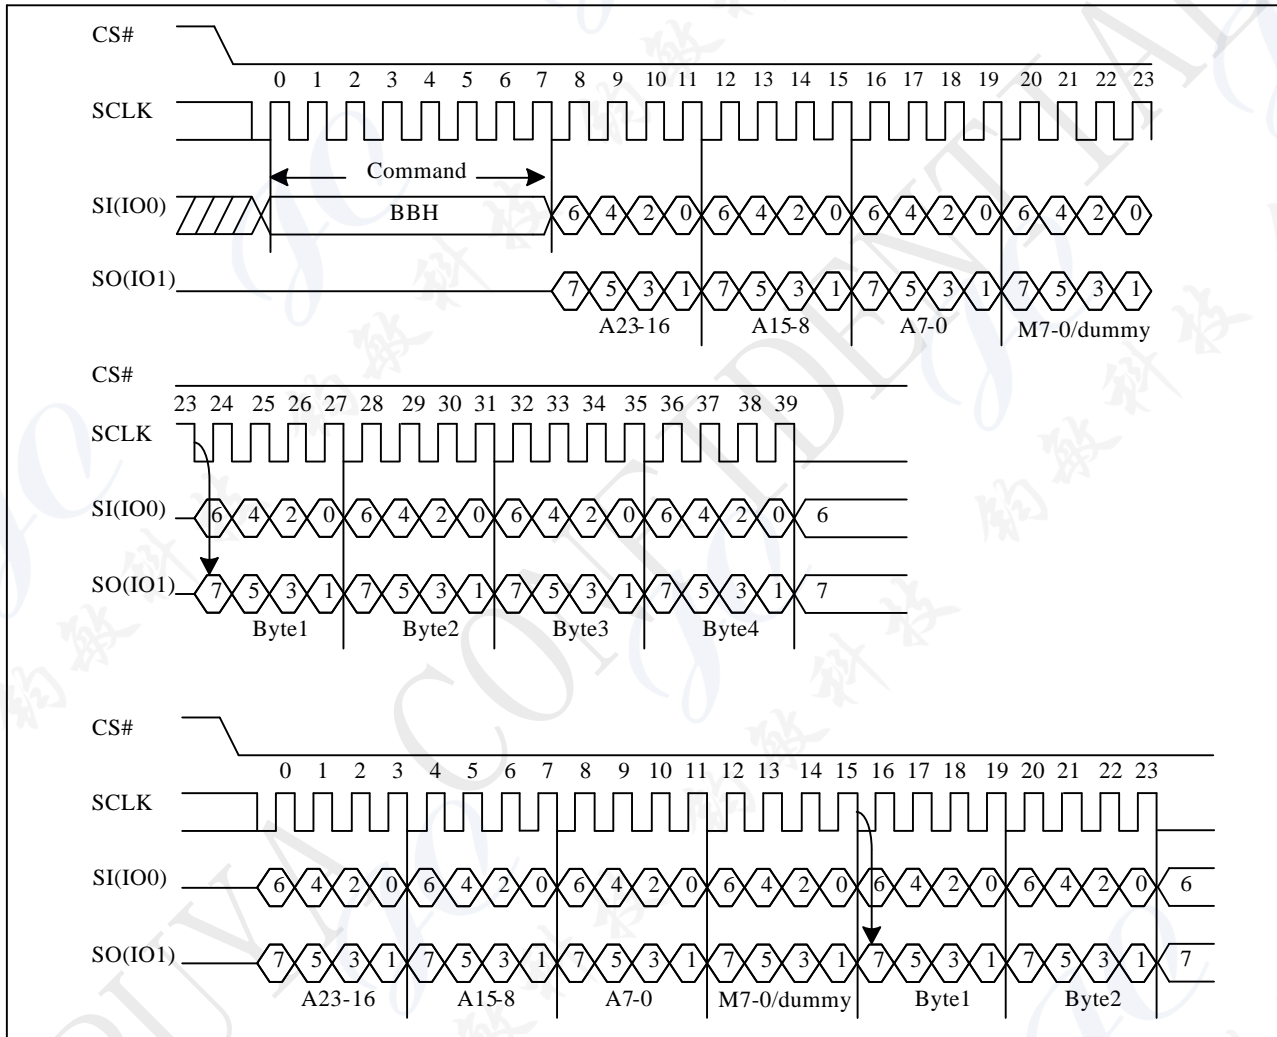 CS#
0 1 2 3 4 5 6 7 8 9 10 11 12 13 14 15 16 17 18 19 20 21 22 23
SCLK
Command
SI(IO0) BBH 6 4 2 0 6 4 2 0 6 4 2 0 6 4 2 0
SO(IO1) 7 5 3 1 7 5 3 1 7 5 3 1 7 5 3 1
A23-16 A15-8 A7-0 M7-0/dummy
CS#
23 24 25 26 27 28 29 30 31 32 33 34 35 36 37 38 39
SCLK
SI(IO0) 6 4 2 0 6 4 2 0 6 4 2 0 6 4 2 0 6
SO(IO1) 7 5 3 1 7 5 3 1 7 5 3 1 7 5 3 1 7
Byte1 Byte2 Byte3 Byte4
CS#
0 1 2 3 4 5 6 7 8 9 10 11 12 13 14 15 16 17 18 19 20 21 22 23
SCLK
SI(IO0) 6 4 2 0 6 4 2 0 6 4 2 0 6 4 2 0 6 4 2 0 6 4 2 0 6
SO(IO1) 7 5 3 1 7 5 3 1 7 5 3 1 7 5 3 1 7 5 3 1 7 5 3 1 7
A23-16 A15-8 A7-0 M7-0/dummy Byte1 Byte2
PUYA CONFIDENTIAL